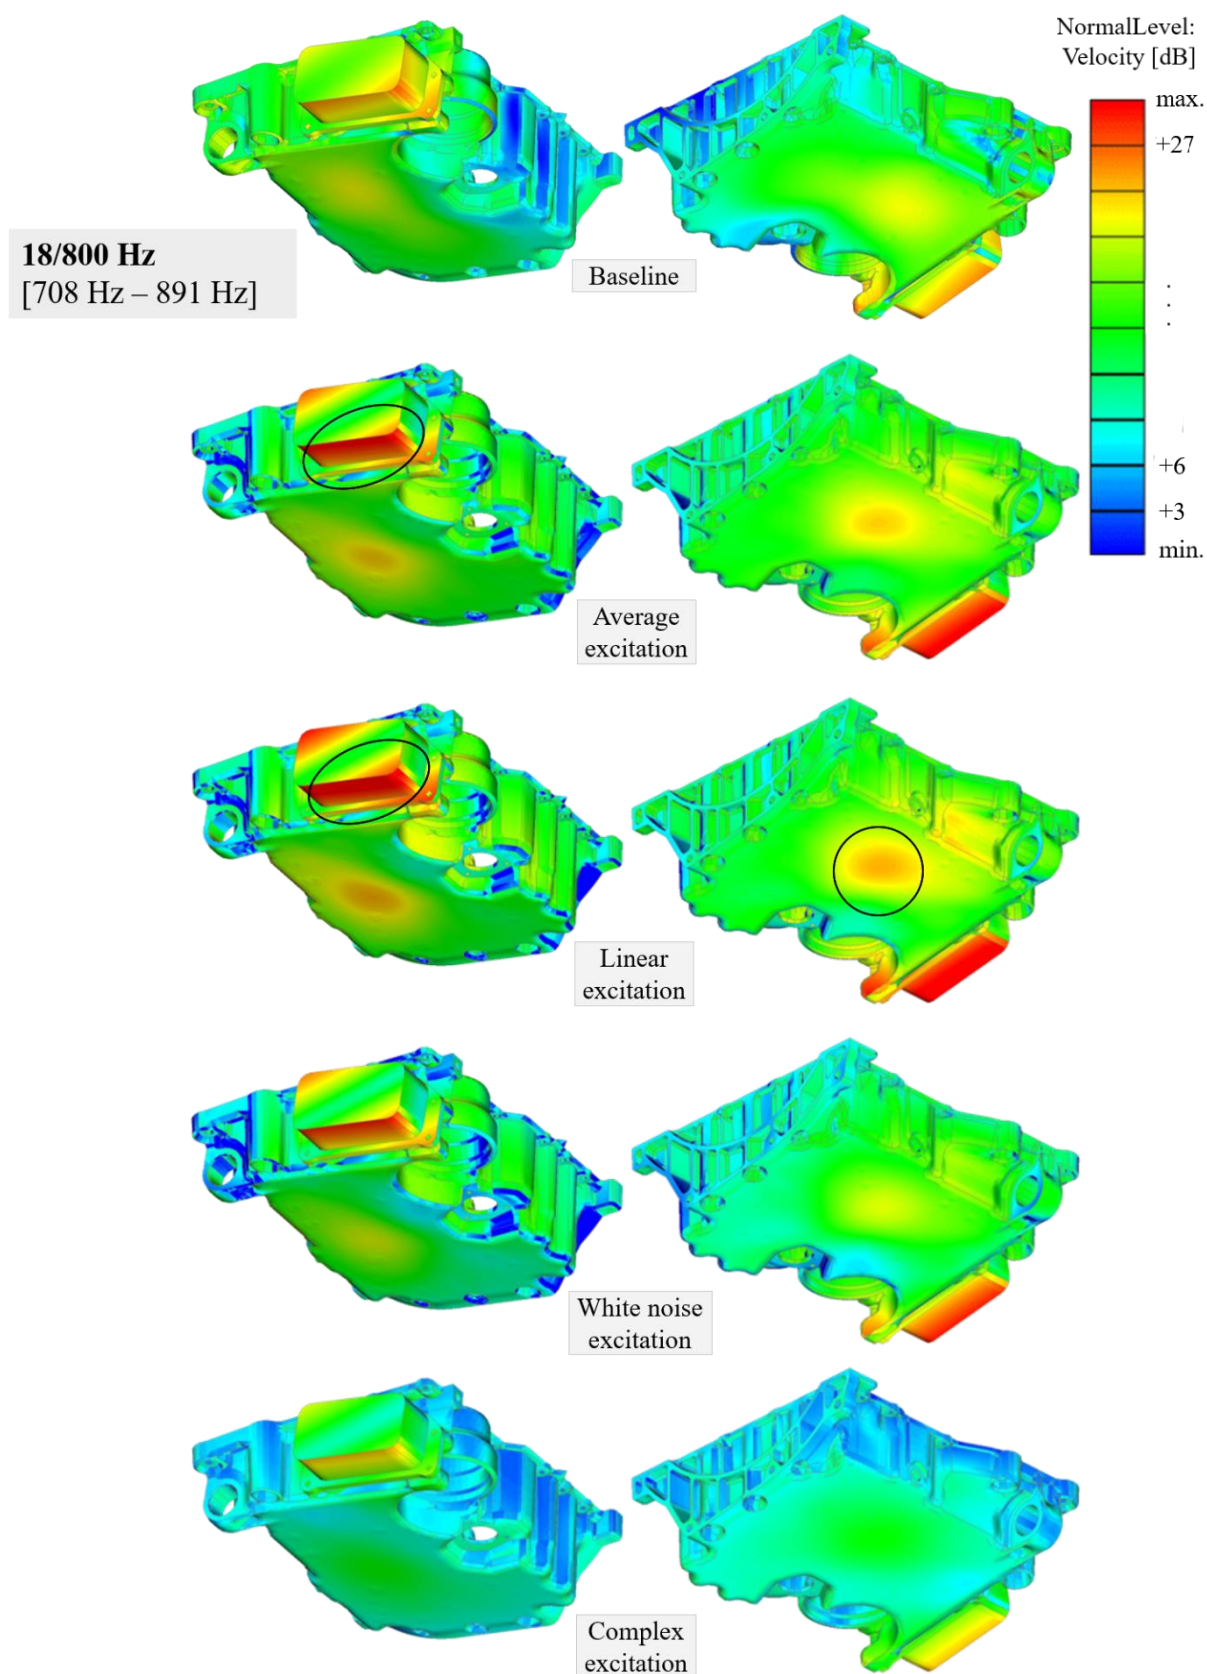 NormalLevel:
Velocity [dB]
max.
+27
+6
+3
min.
18/800 Hz
[708 Hz – 891 Hz]
Baseline
Average
excitation
Linear
excitation
White noise
excitation
Complex
excitation